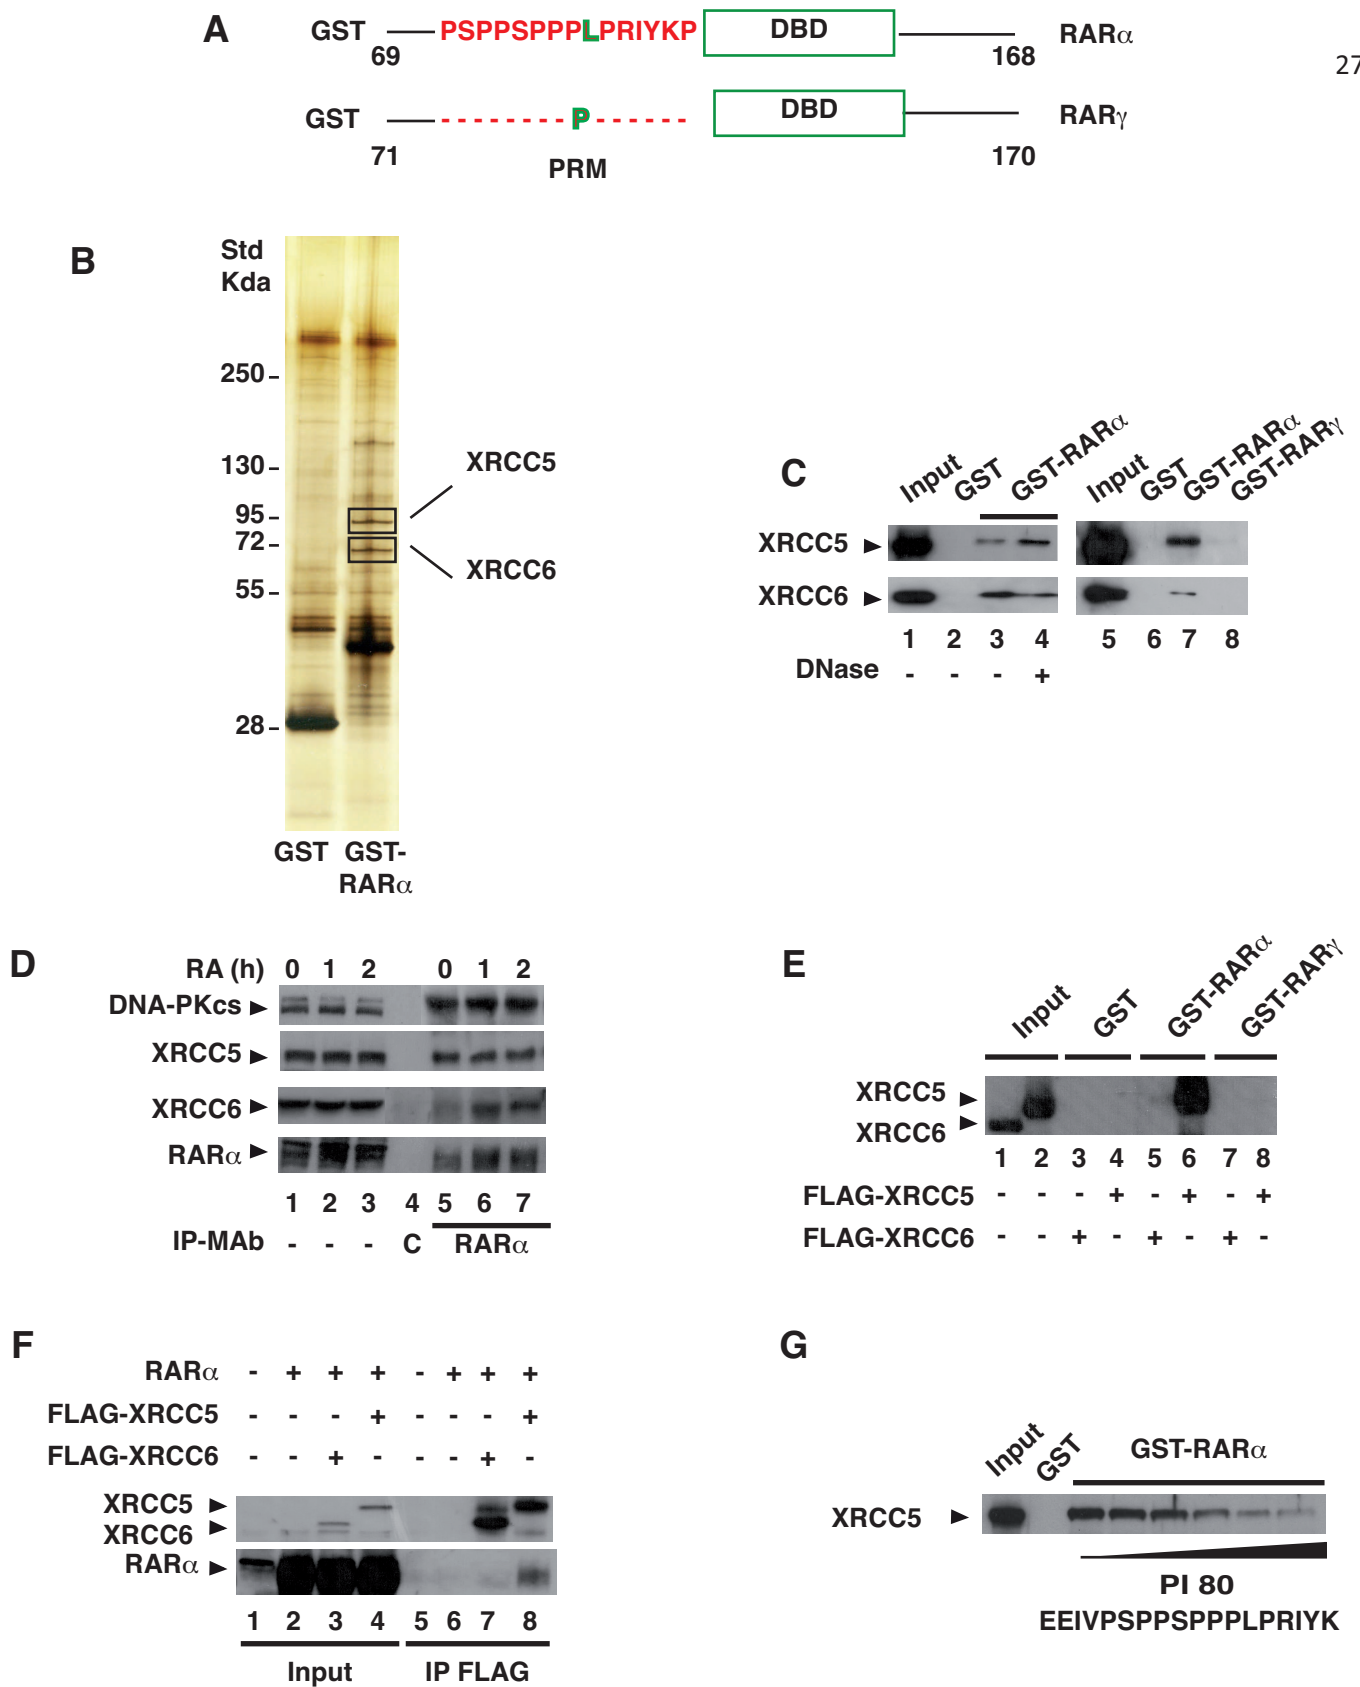 A
GST PSPPSPPPLPRIYKP DBD RARα
69 168
27
GST - - - - - - - - P - - - - - - DBD RARγ
71 170
PRM
B
Std
Kda
250
130
95
72
55
28
XRCC5
XRCC6
GST GST-
RARα
C
Input GST GST-RARα Input GST GST-RARα GST-RARγ
XRCC5
XRCC6
1 2 3 4 5 6 7 8
DNase - - - +
D
RA (h) 0 1 2 0 1 2
DNA-PKcs
XRCC5
XRCC6
RARα
1 2 3 4 5 6 7
IP-MAb - - - C RARα
E
Input GST GST-RARα GST-RARγ
XRCC5
XRCC6
1 2 3 4 5 6 7 8
FLAG-XRCC5 - - - + - + - +
FLAG-XRCC6 - - + - + - + -
F
RARα - + + + - + + +
FLAG-XRCC5 - - - + - - - +
FLAG-XRCC6 - - + - - - + -
XRCC5
XRCC6
RARα
1 2 3 4 5 6 7 8
Input IP FLAG
G
Input GST GST-RARα
XRCC5
PI 80
EEIVPSPPSPPPLPRIYK